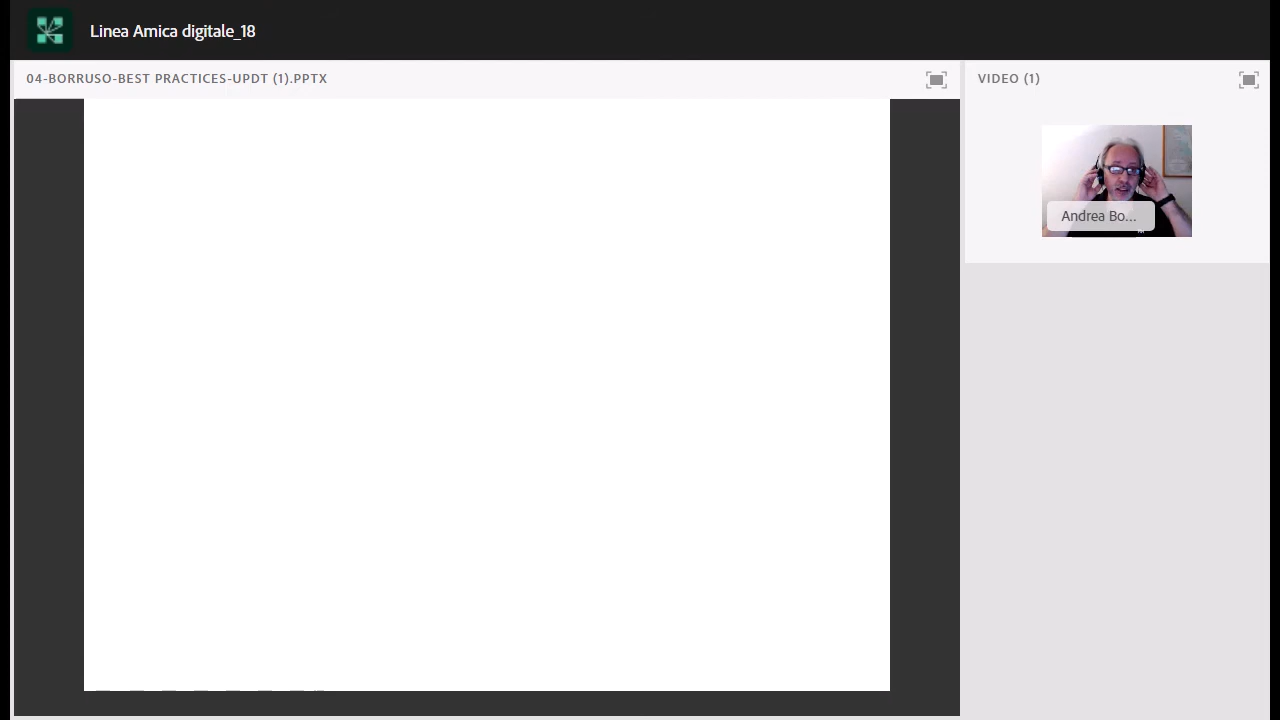 Linea Amica digitale_18
04-BORRUSO-BEST PRACTICES-UPDT (1).PPTX
VIDEO (1)
Andrea Bo...